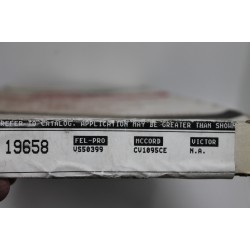 REFER TO CATALOG. APPLICATION MAY BE GREATER THAN SHOWN
19658 FEL-PRO MCCORD VICTOR
VS50399 CV1095CE N.A.